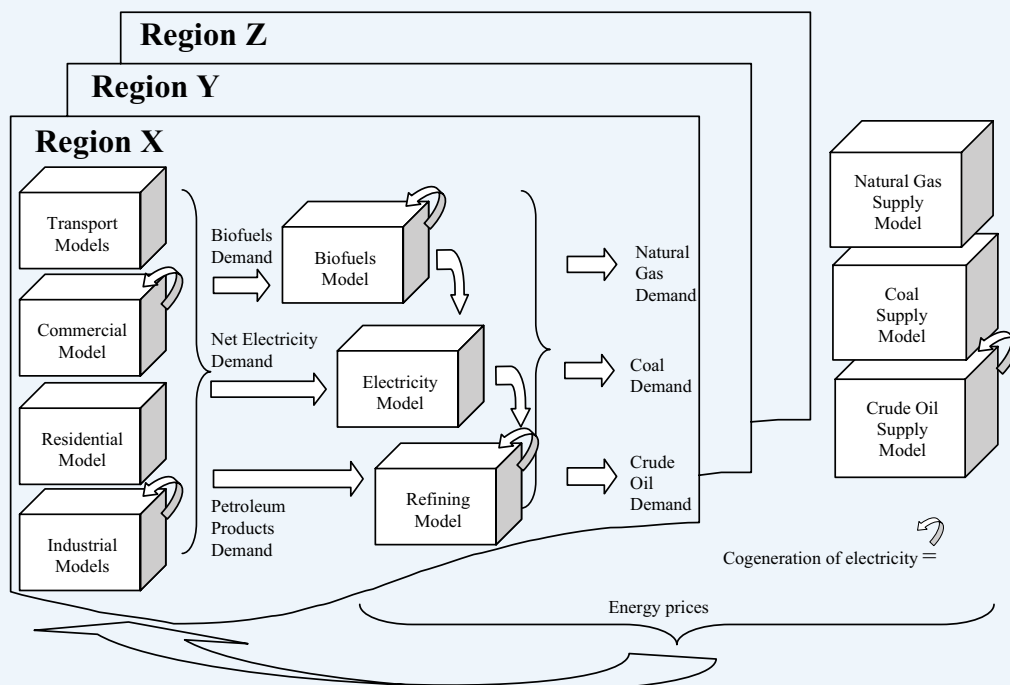 Region Z
Region Y
Region X
Transport
Models
Commercial
Model
Residential
Model
Industrial
Models
Biofuels
Demand
Net Electricity
Demand
Petroleum
Products
Demand
Biofuels
Model
Electricity
Model
Refining
Model
Natural
Gas
Demand
Coal
Demand
Crude
Oil
Demand
Natural Gas
Supply
Model
Coal
Supply
Model
Crude Oil
Supply
Model
Cogeneration of electricity =
Energy prices